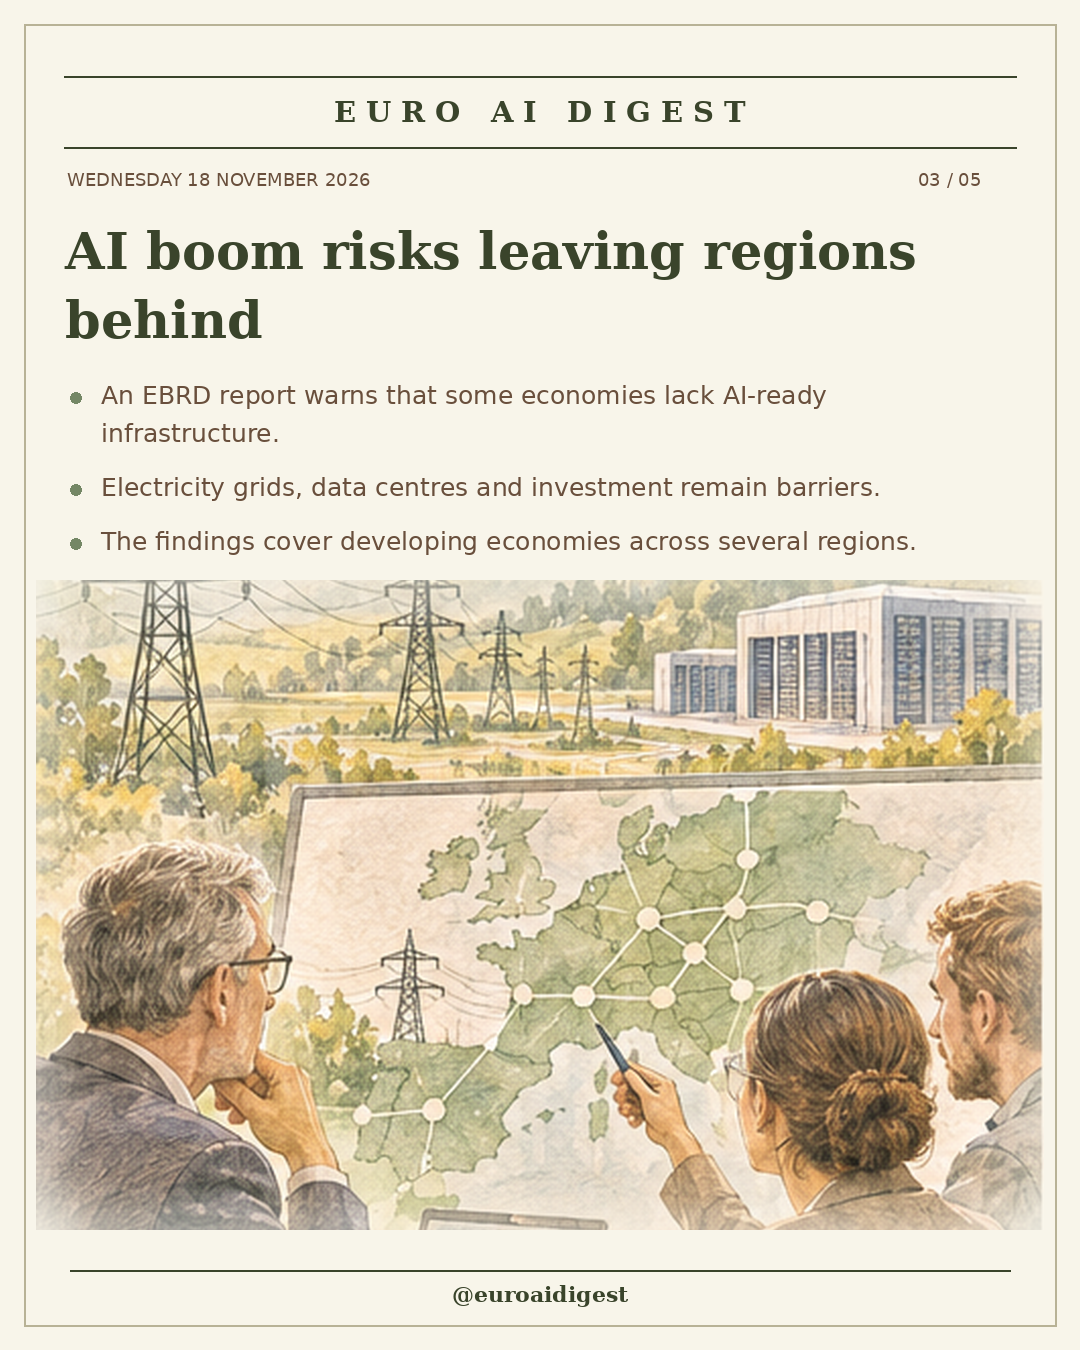 EURO AI DIGEST
WEDNESDAY 18 NOVEMBER 2026
03 / 05
AI boom risks leaving regions
behind
An EBRD report warns that some economies lack AI-ready
infrastructure.
Electricity grids, data centres and investment remain barriers.
The findings cover developing economies across several regions.
@euroaidigest